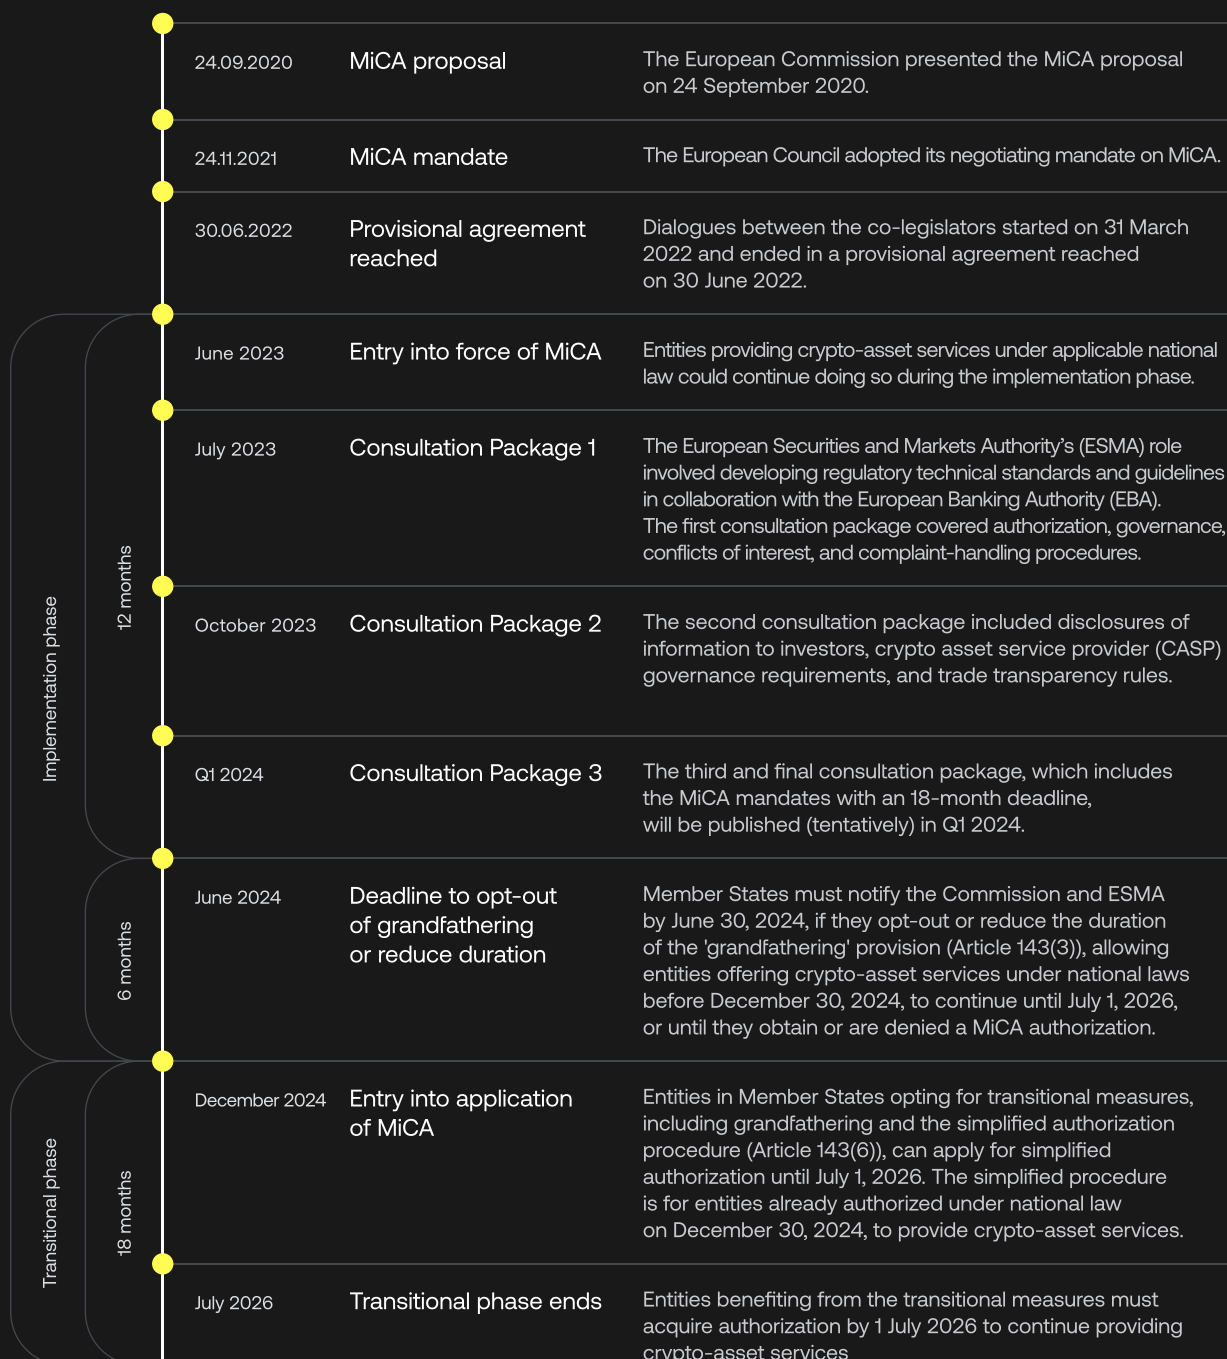 24.09.2020
MiCA proposal
The European Commission presented the MiCA proposal
on 24 September 2020.
24.11.2021
MiCA mandate
The European Council adopted its negotiating mandate on MiCA.
30.06.2022
Provisional agreement
reached
Dialogues between the co-legislators started on 31 March
2022 and ended in a provisional agreement reached
on 30 June 2022.
Implementation phase
12 months
June 2023
Entry into force of MiCA
Entities providing crypto-asset services under applicable national
law could continue doing so during the implementation phase.
July 2023
Consultation Package 1
The European Securities and Markets Authority’s (ESMA) role
involved developing regulatory technical standards and guidelines
in collaboration with the European Banking Authority (EBA).
The first consultation package covered authorization, governance,
conflicts of interest, and complaint-handling procedures.
October 2023
Consultation Package 2
The second consultation package included disclosures of
information to investors, crypto asset service provider (CASP)
governance requirements, and trade transparency rules.
Q1 2024
Consultation Package 3
The third and final consultation package, which includes
the MiCA mandates with an 18-month deadline,
will be published (tentatively) in Q1 2024.
6 months
June 2024
Deadline to opt-out
of grandfathering
or reduce duration
Member States must notify the Commission and ESMA
by June 30, 2024, if they opt-out or reduce the duration
of the 'grandfathering' provision (Article 143(3)), allowing
entities offering crypto-asset services under national laws
before December 30, 2024, to continue until July 1, 2026,
or until they obtain or are denied a MiCA authorization.
Transitional phase
18 months
December 2024
Entry into application
of MiCA
Entities in Member States opting for transitional measures,
including grandfathering and the simplified authorization
procedure (Article 143(6)), can apply for simplified
authorization until July 1, 2026. The simplified procedure
is for entities already authorized under national law
on December 30, 2024, to provide crypto-asset services.
July 2026
Transitional phase ends
Entities benefiting from the transitional measures must
acquire authorization by 1 July 2026 to continue providing
crypto-asset services